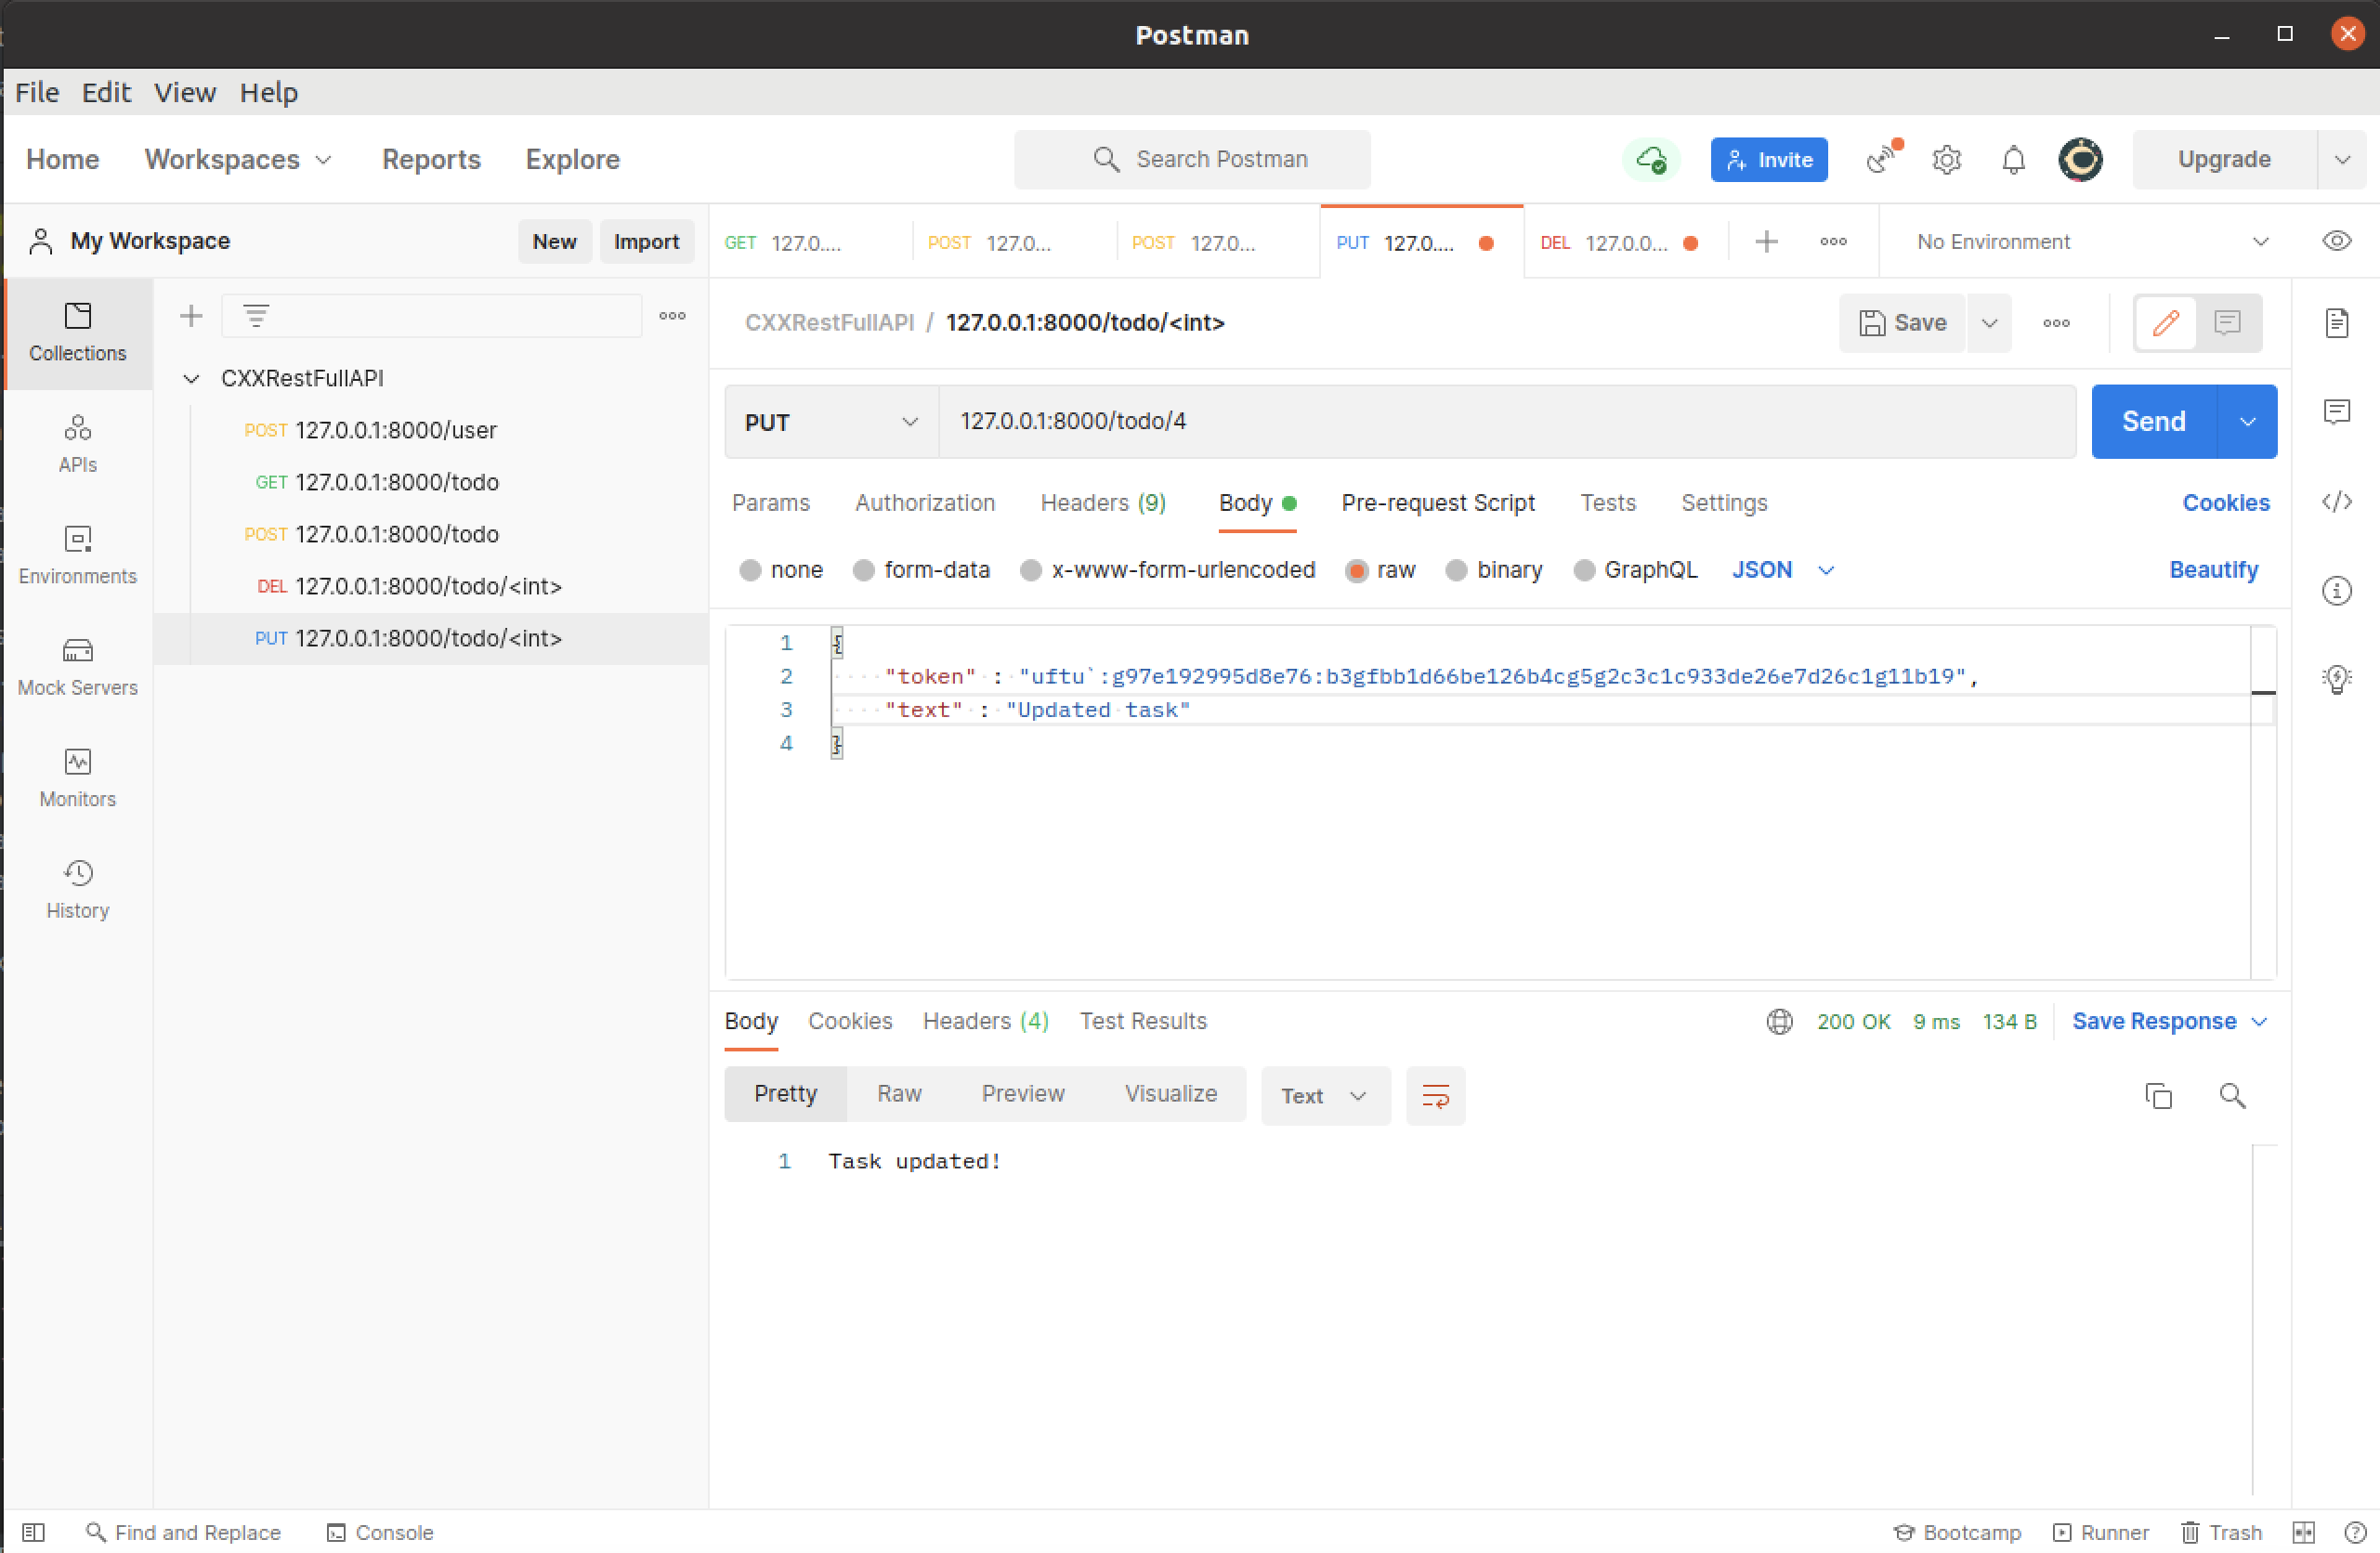 Postman
File Edit View Help
Home Workspaces Reports Explore Search Postman Invite Upgrade
My Workspace New Import GET 127.0.... POST 127.0... POST 127.0... PUT 127.0.... DEL 127.0.0... No Environment
Collections
APIs
Environments
Mock Servers
Monitors
History
CXXRestFullAPI
POST 127.0.0.1:8000/user
GET 127.0.0.1:8000/todo
POST 127.0.0.1:8000/todo
DEL 127.0.0.1:8000/todo/<int>
PUT 127.0.0.1:8000/todo/<int>
CXXRestFullAPI / 127.0.0.1:8000/todo/<int> Save
PUT 127.0.0.1:8000/todo/4 Send
Params Authorization Headers (9) Body Pre-request Script Tests Settings Cookies
none form-data x-www-form-urlencoded raw binary GraphQL JSON Beautify
1 {
2 "token" : "uftu`:g97e192995d8e76:b3gfbb1d66be126b4cg5g2c3c1c933de26e7d26c1g11b19",
3 "text" : "Updated task"
4 }
Body Cookies Headers (4) Test Results 200 OK 9 ms 134 B Save Response
Pretty Raw Preview Visualize Text
1 Task updated!
Find and Replace Console Bootcamp Runner Trash